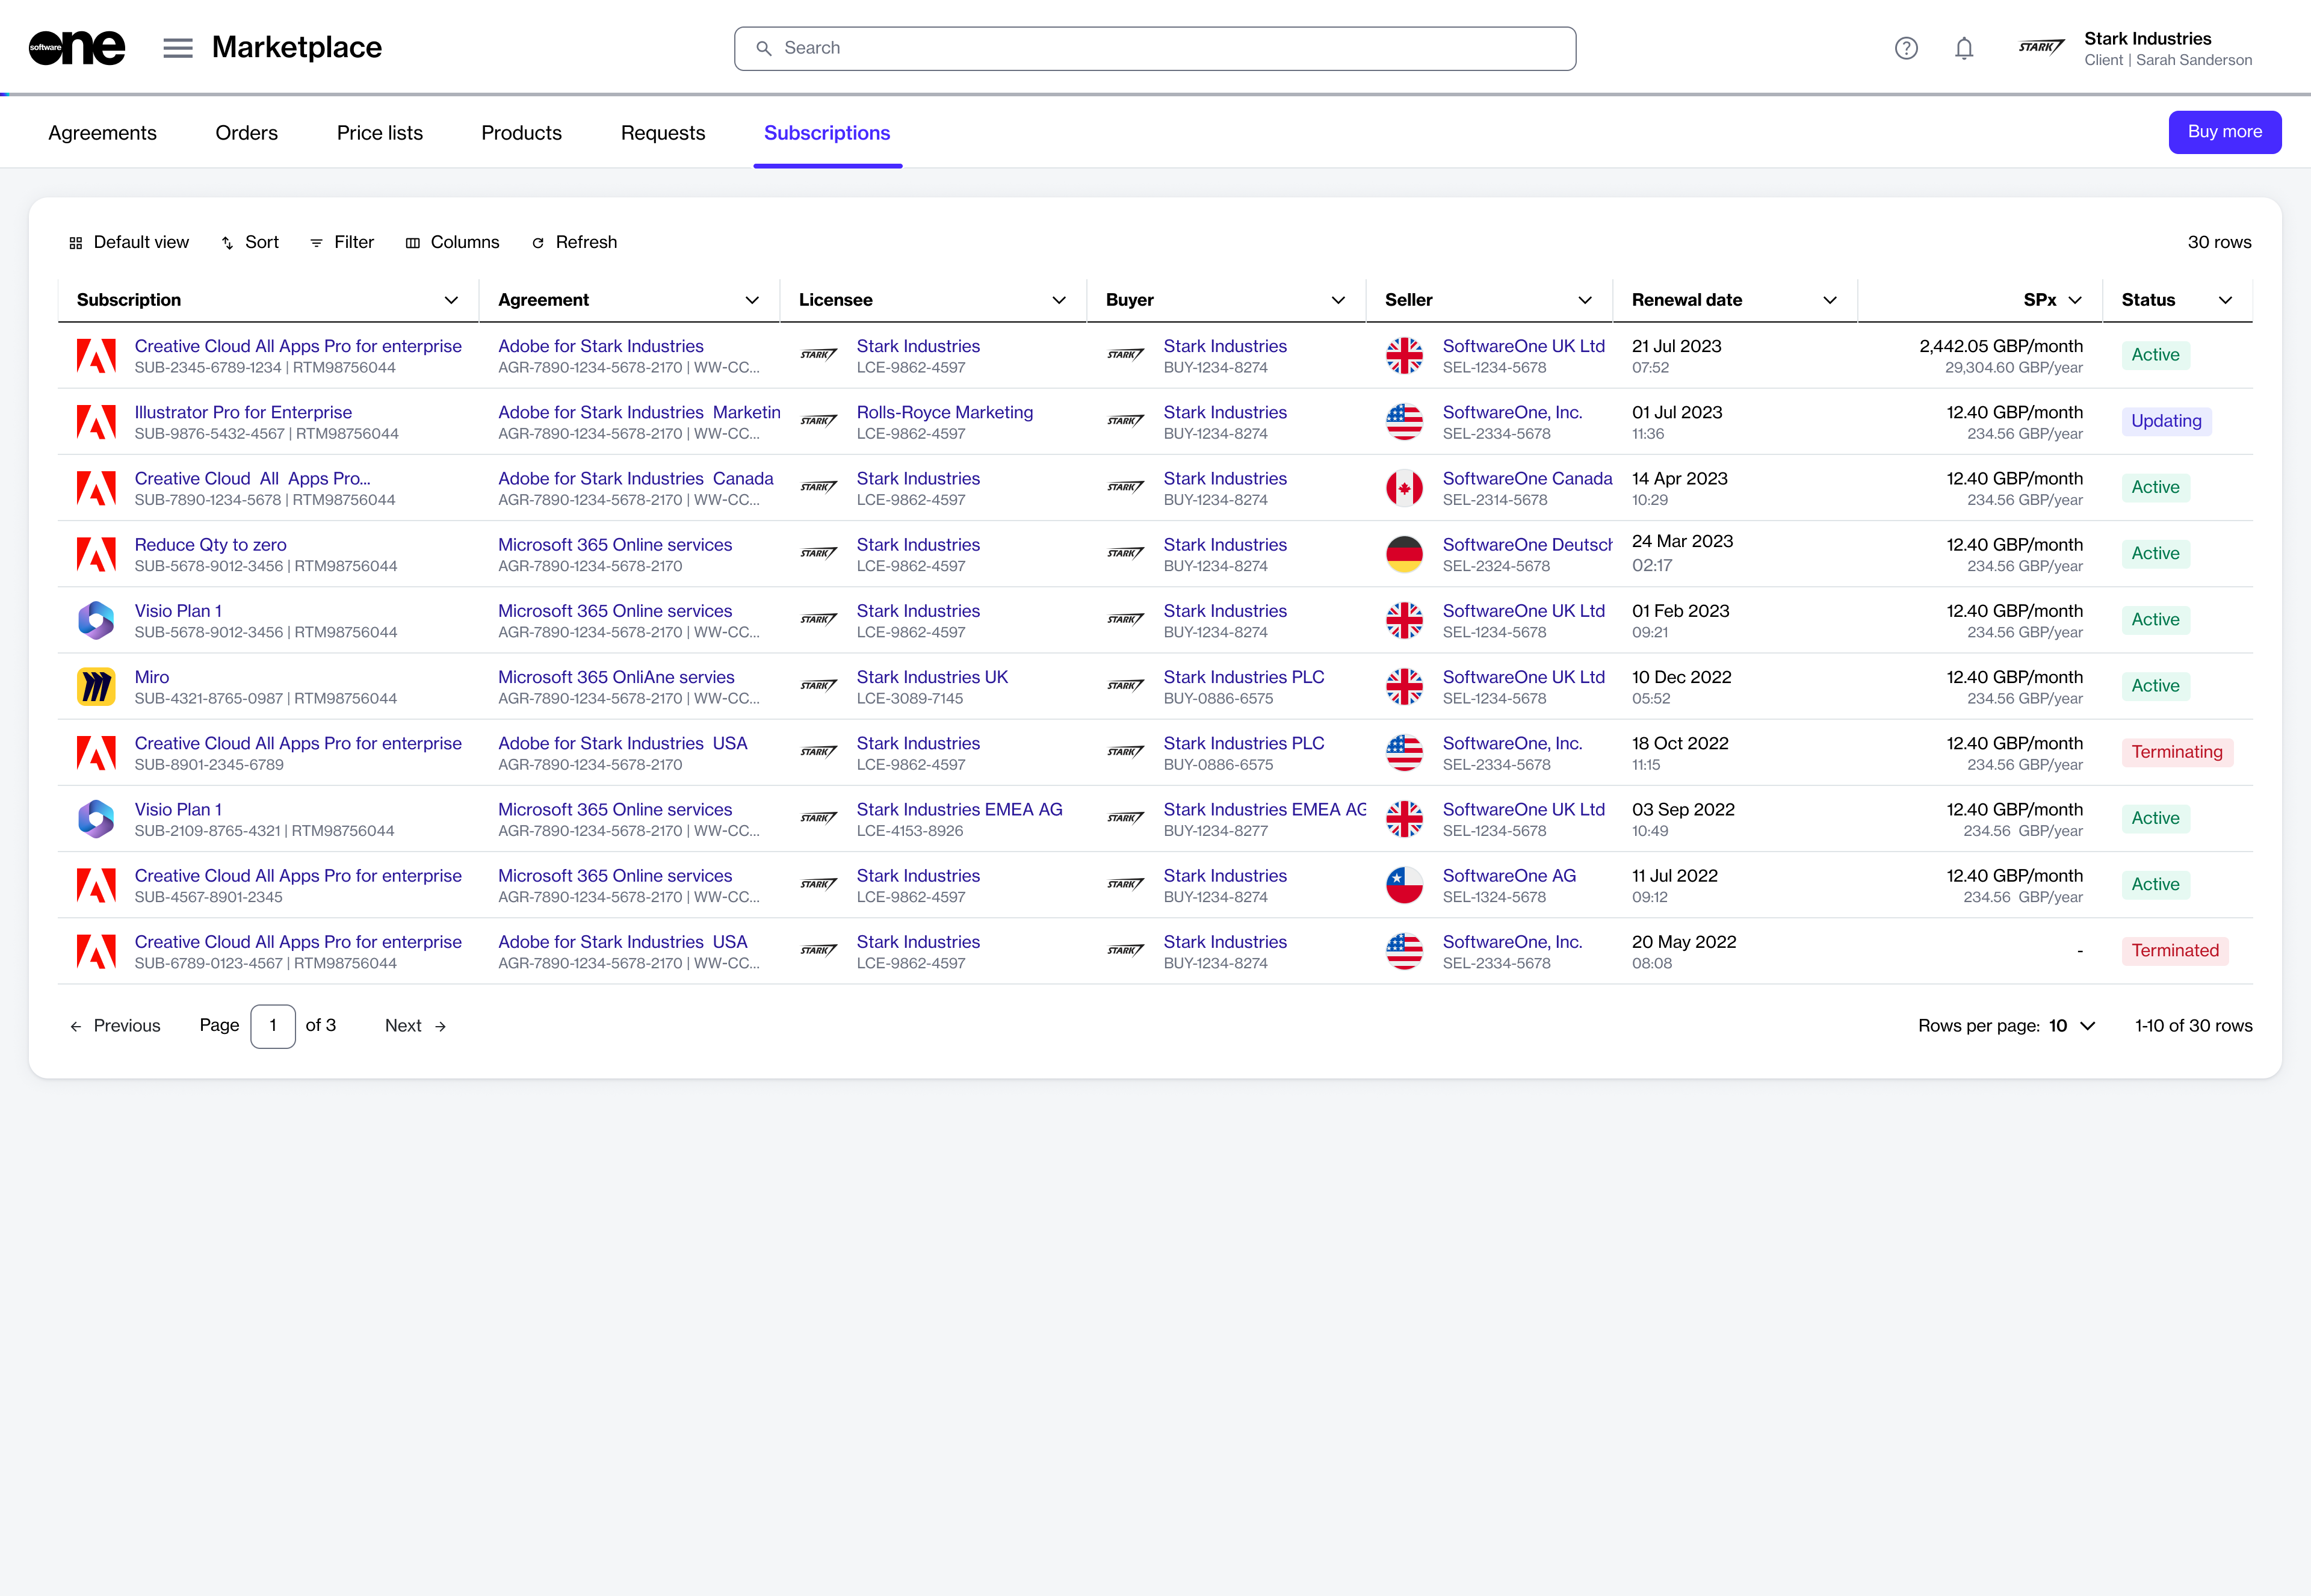 software one
Marketplace
Search
Stark Industries
Client | Sarah Sanderson
Agreements Orders Price lists Products Requests Subscriptions Buy more
Default view Sort Filter Columns Refresh 30 rows
Subscription Agreement Licensee Buyer Seller Renewal date SPx Status
Creative Cloud All Apps Pro for enterprise Adobe for Stark Industries STARK Stark Industries STARK Stark Industries SoftwareOne UK Ltd 21 Jul 2023 2,442.05 GBP/month Active
SUB-2345-6789-1234 | RTM98756044 AGR-7890-1234-5678-2170 | WW-CC... LCE-9862-4597 BUY-1234-8274 SEL-1234-5678 07:52 29,304.60 GBP/year
Illustrator Pro for Enterprise Adobe for Stark Industries  Marketin STARK Rolls-Royce Marketing STARK Stark Industries SoftwareOne, Inc. 01 Jul 2023 12.40 GBP/month Updating
SUB-9876-5432-4567 | RTM98756044 AGR-7890-1234-5678-2170 | WW-CC... LCE-9862-4597 BUY-1234-8274 SEL-2334-5678 11:36 234.56 GBP/year
Creative Cloud  All  Apps Pro... Adobe for Stark Industries  Canada STARK Stark Industries STARK Stark Industries SoftwareOne Canada 14 Apr 2023 12.40 GBP/month Active
SUB-7890-1234-5678 | RTM98756044 AGR-7890-1234-5678-2170 | WW-CC... LCE-9862-4597 BUY-1234-8274 SEL-2314-5678 10:29 234.56 GBP/year
Reduce Qty to zero Microsoft 365 Online services STARK Stark Industries STARK Stark Industries SoftwareOne Deutsch 24 Mar 2023 12.40 GBP/month Active
SUB-5678-9012-3456 | RTM98756044 AGR-7890-1234-5678-2170 LCE-9862-4597 BUY-1234-8274 SEL-2324-5678 02:17 234.56 GBP/year
Visio Plan 1 Microsoft 365 Online services STARK Stark Industries STARK Stark Industries SoftwareOne UK Ltd 01 Feb 2023 12.40 GBP/month Active
SUB-5678-9012-3456 | RTM98756044 AGR-7890-1234-5678-2170 | WW-CC... LCE-9862-4597 BUY-1234-8274 SEL-1234-5678 09:21 234.56 GBP/year
Miro Microsoft 365 OnliAne servies STARK Stark Industries UK STARK Stark Industries PLC SoftwareOne UK Ltd 10 Dec 2022 12.40 GBP/month Active
SUB-4321-8765-0987 | RTM98756044 AGR-7890-1234-5678-2170 | WW-CC... LCE-3089-7145 BUY-0886-6575 SEL-1234-5678 05:52 234.56 GBP/year
Creative Cloud All Apps Pro for enterprise Adobe for Stark Industries  USA STARK Stark Industries STARK Stark Industries PLC SoftwareOne, Inc. 18 Oct 2022 12.40 GBP/month Terminating
SUB-8901-2345-6789 AGR-7890-1234-5678-2170 LCE-9862-4597 BUY-0886-6575 SEL-2334-5678 11:15 234.56 GBP/year
Visio Plan 1 Microsoft 365 Online services STARK Stark Industries EMEA AG STARK Stark Industries EMEA AG SoftwareOne UK Ltd 03 Sep 2022 12.40 GBP/month Active
SUB-2109-8765-4321 | RTM98756044 AGR-7890-1234-5678-2170 | WW-CC... LCE-4153-8926 BUY-1234-8277 SEL-1234-5678 10:49 234.56  GBP/year
Creative Cloud All Apps Pro for enterprise Microsoft 365 Online services STARK Stark Industries STARK Stark Industries SoftwareOne AG 11 Jul 2022 12.40 GBP/month Active
SUB-4567-8901-2345 AGR-7890-1234-5678-2170 | WW-CC... LCE-9862-4597 BUY-1234-8274 SEL-1324-5678 09:12 234.56  GBP/year
Creative Cloud All Apps Pro for enterprise Adobe for Stark Industries  USA STARK Stark Industries STARK Stark Industries SoftwareOne, Inc. 20 May 2022 - Terminated
SUB-6789-0123-4567 | RTM98756044 AGR-7890-1234-5678-2170 | WW-CC... LCE-9862-4597 BUY-1234-8274 SEL-2334-5678 08:08
Previous Page 1 of 3 Next Rows per page: 10 1-10 of 30 rows